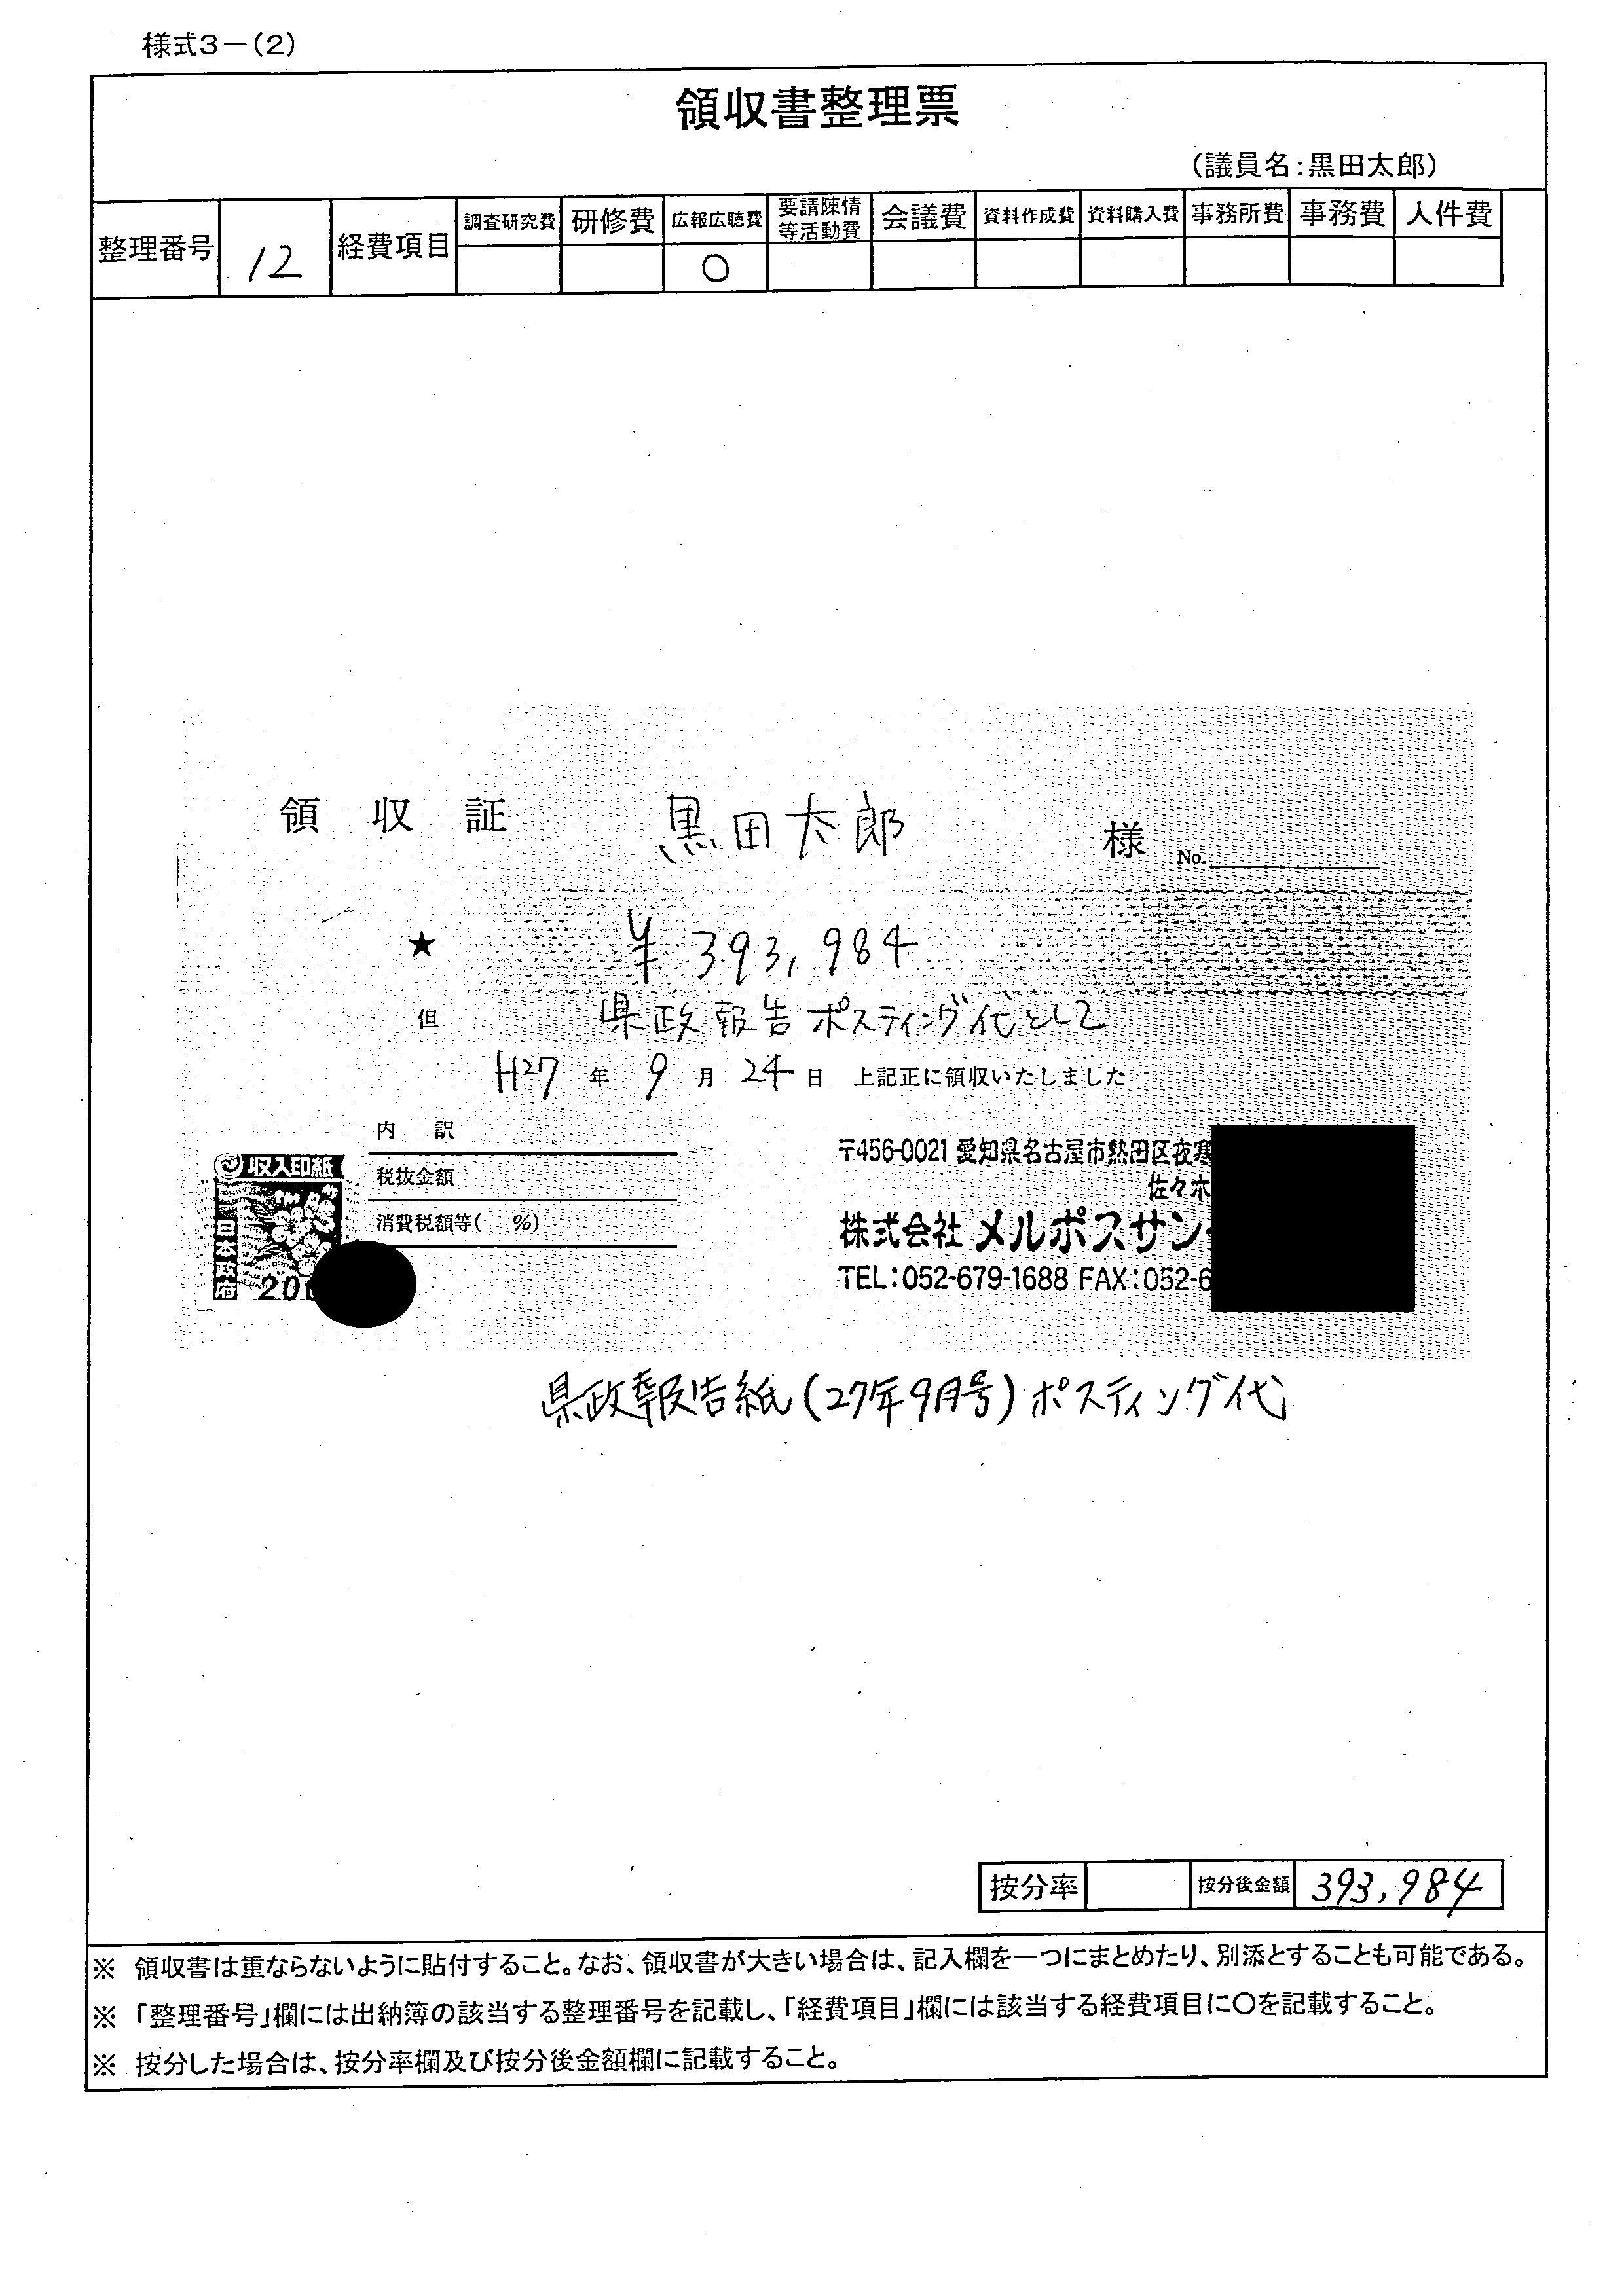 様式3－(2)
領収書整理票
(議員名:黒田太郎)
整理番号 12 経費項目 調査研究費 研修費 広報広聴費 要請陳情等活動費 会議費 資料作成費 資料購入費 事務所費 事務費 人件費
○
領収証 黒田太郎 様 No.
★ ¥393,984
但 県政報告ポスティング代として
H27年9月24日 上記正に領収いたしました
内訳
税抜金額
消費税額等( %)
収入印紙
日本政府
〒456-0021 愛知県名古屋市熱田区夜寒
佐々木
株式会社 メルポスサン
TEL:052-679-1688 FAX:052-6
県政報告紙(27年9月号)ポスティング代
按分率 按分後金額 393,984
※ 領収書は重ならないように貼付すること。なお、領収書が大きい場合は、記入欄を一つにまとめたり、別添とすることも可能である。
※ 「整理番号」欄には出納簿の該当する整理番号を記載し、「経費項目」欄には該当する経費項目に○を記載すること。
※ 按分した場合は、按分率欄及び按分後金額欄に記載すること。